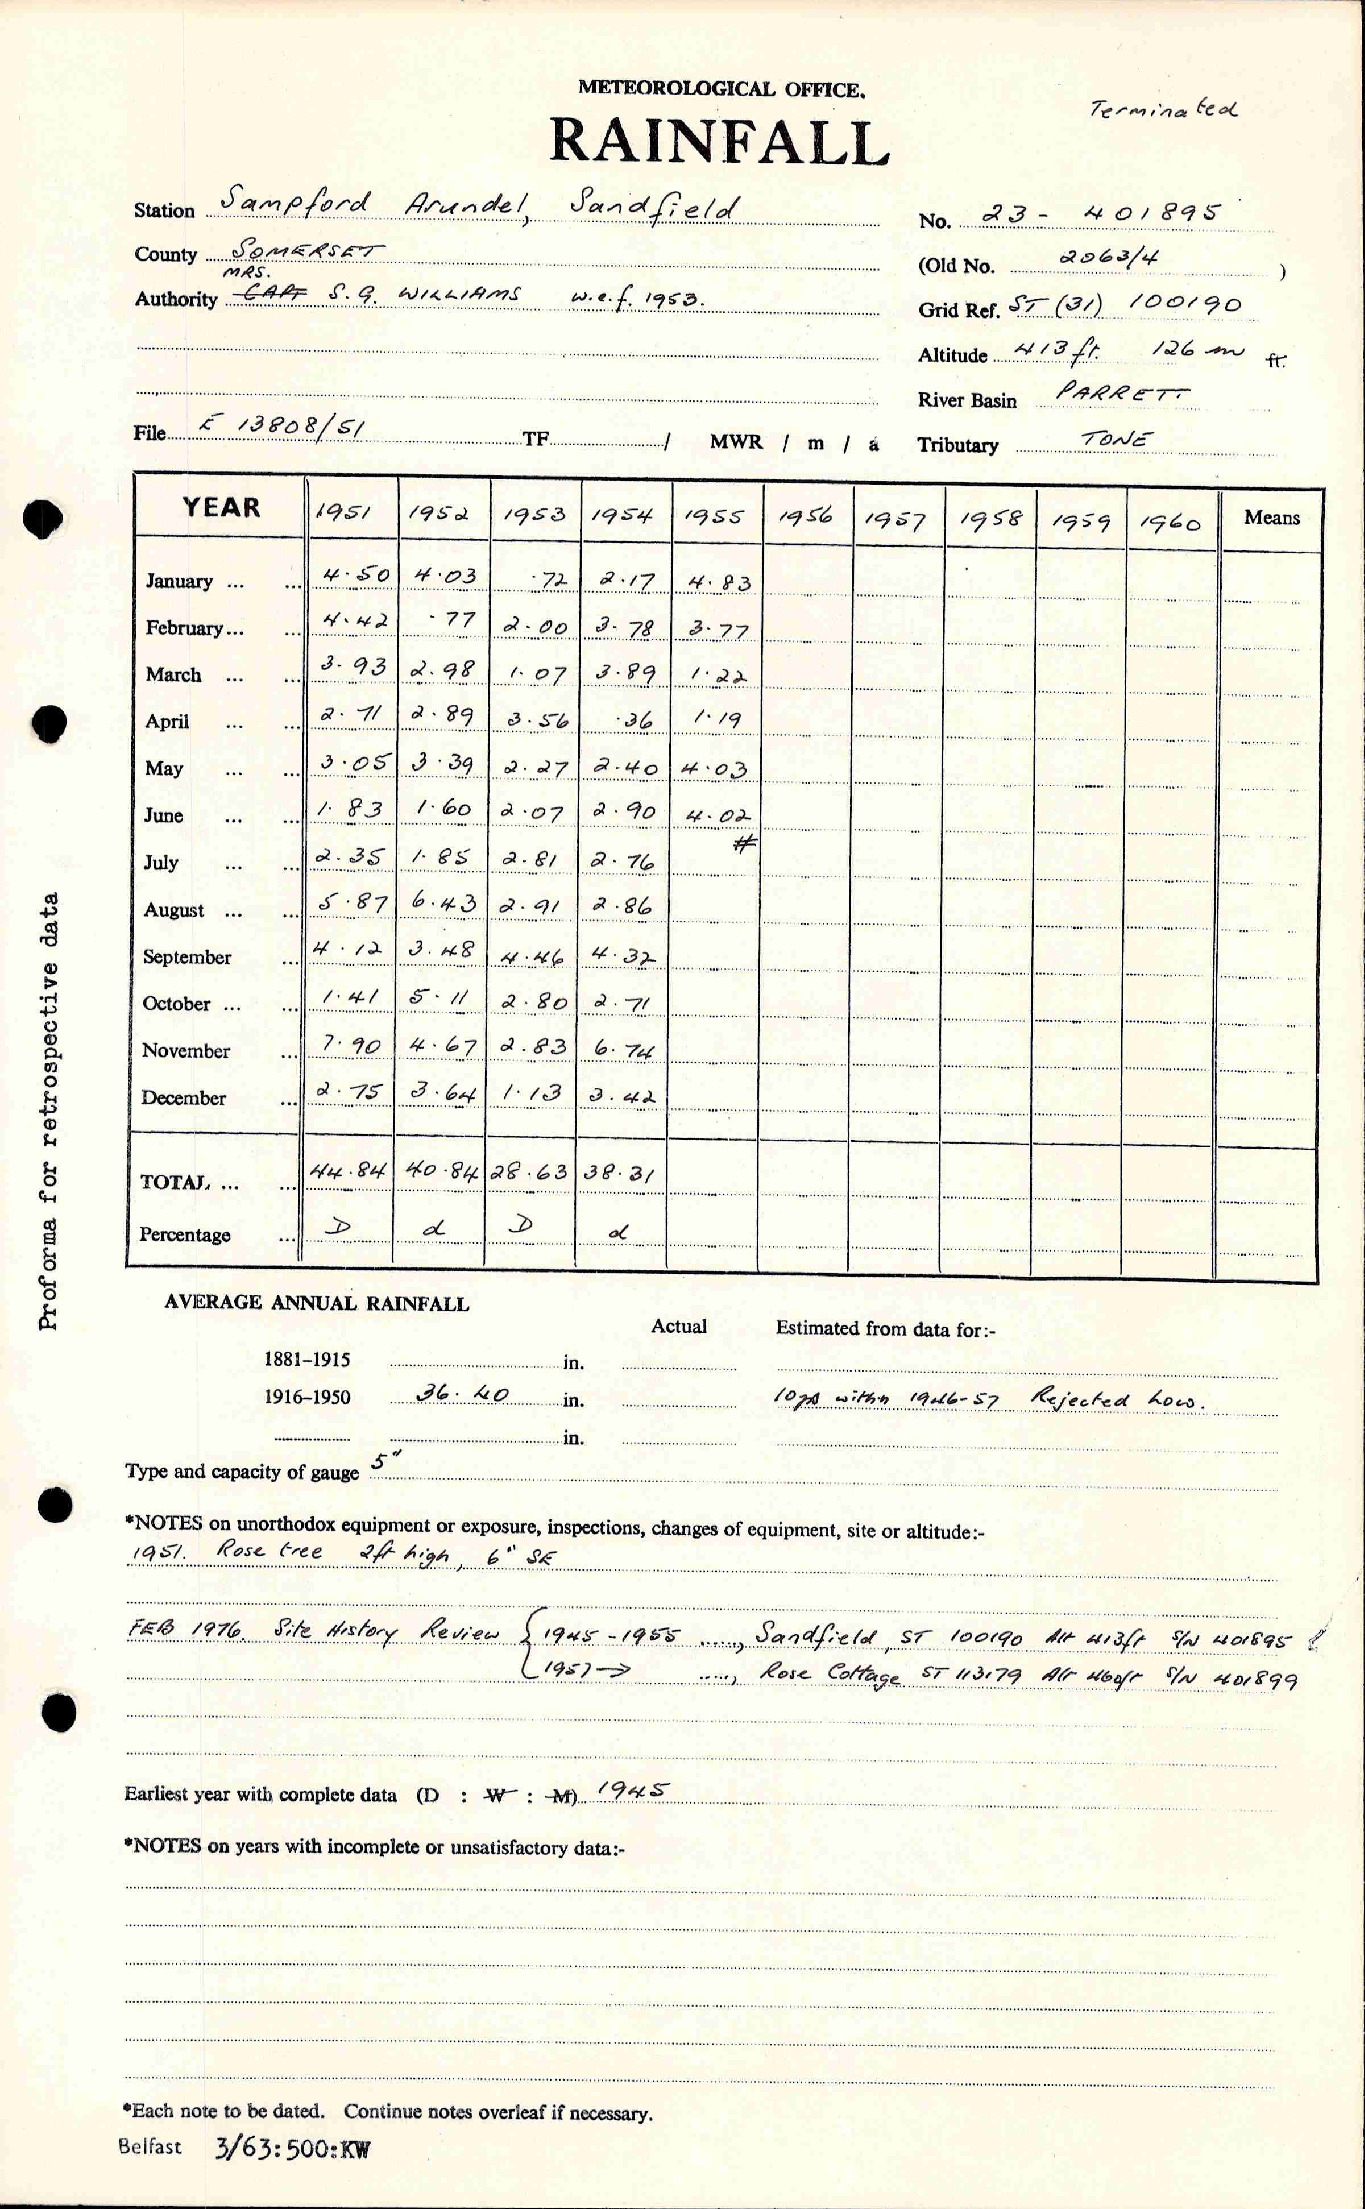 METEOROLOGICAL OFFICE.
Terminated
RAINFALL
Station Sampford Arundel, Sandfield
No. 23 - 401895
County SOMERSET
(Old No. 2063/4 )
MRS.
Authority CAPT S. G. WILLIAMS w.e.f. 1953.
Grid Ref. ST (31) 100190
Altitude 413 ft. 126 m ft.
River Basin PARRETT
File E 13808/51 TF / MWR / m / a Tributary TONE
YEAR 1951 1952 1953 1954 1955 1956 1957 1958 1959 1960 Means
January ... ... 4.50 4.03 .72 2.17 4.83
February... ... 4.42 .77 2.00 3.78 3.77
March ... ... 3.93 2.98 1.07 3.89 1.22
April ... ... 2.71 2.89 3.56 .36 1.19
May ... ... 3.05 3.39 2.27 2.40 4.03
June ... ... 1.83 1.60 2.07 2.90 4.02
#
July ... ... 2.35 1.85 2.81 2.76
August ... ... 5.87 6.43 2.91 2.86
September ... 4.12 3.48 4.46 4.32
October ... ... 1.41 5.11 2.80 2.71
November ... 7.90 4.67 2.83 6.74
December ... 2.75 3.64 1.13 3.42
TOTAL ... ... 44.84 40.84 28.63 38.31
Percentage ... D d D d
Proforma for retrospective data
AVERAGE ANNUAL RAINFALL
Actual Estimated from data for:-
1881–1915 in.
1916–1950 36.40 in. 10 yrs within 1946-57 Rejected Low.
in.
Type and capacity of gauge 5"
*NOTES on unorthodox equipment or exposure, inspections, changes of equipment, site or altitude:-
1951. Rose tree 2ft high, 6" SE
FEB 1976. Site History Review { 1945 - 1955 ....., Sandfield, ST 100190 Alt 413ft S/N 401895
1957 → ....., Rose Cottage ST 113179 Alt 460ft S/N 401899
Earliest year with complete data (D : W : M) 1945
*NOTES on years with incomplete or unsatisfactory data:-
*Each note to be dated. Continue notes overleaf if necessary.
Belfast 3/63:500:KW